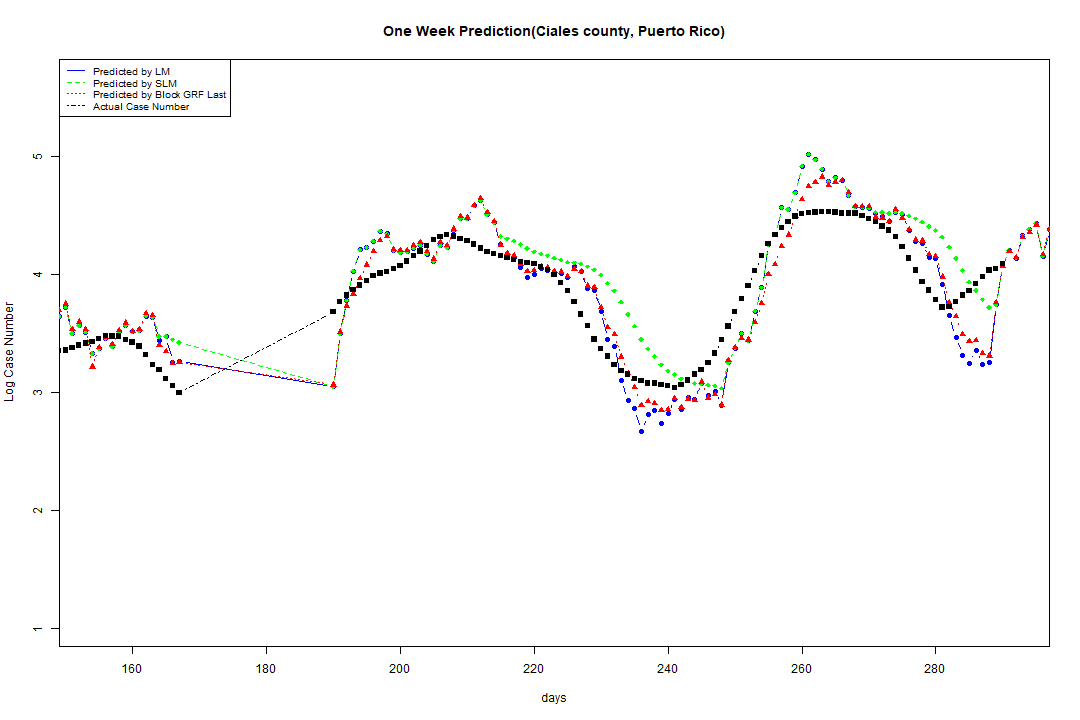 One Week Prediction(Ciales county, Puerto Rico)
Predicted by LM
Predicted by SLM
Predicted by Block GRF Last
Actual Case Number
Log Case Number
5
4
3
2
1
160 180 200 220 240 260 280
days